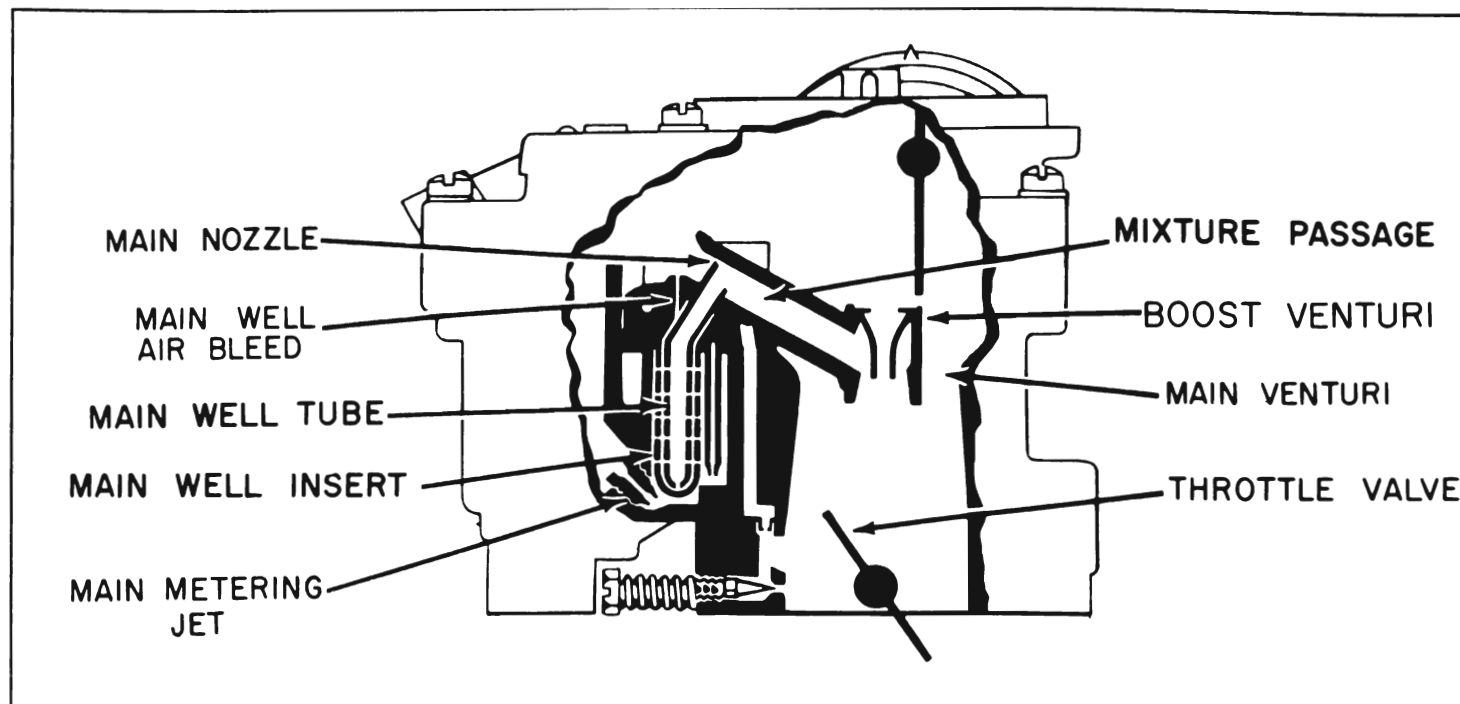 MAIN NOZZLE
MAIN WELL
AIR BLEED
MAIN WELL TUBE
MAIN WELL INSERT
MAIN METERING
JET
MIXTURE PASSAGE
BOOST VENTURI
MAIN VENTURI
THROTTLE VALVE